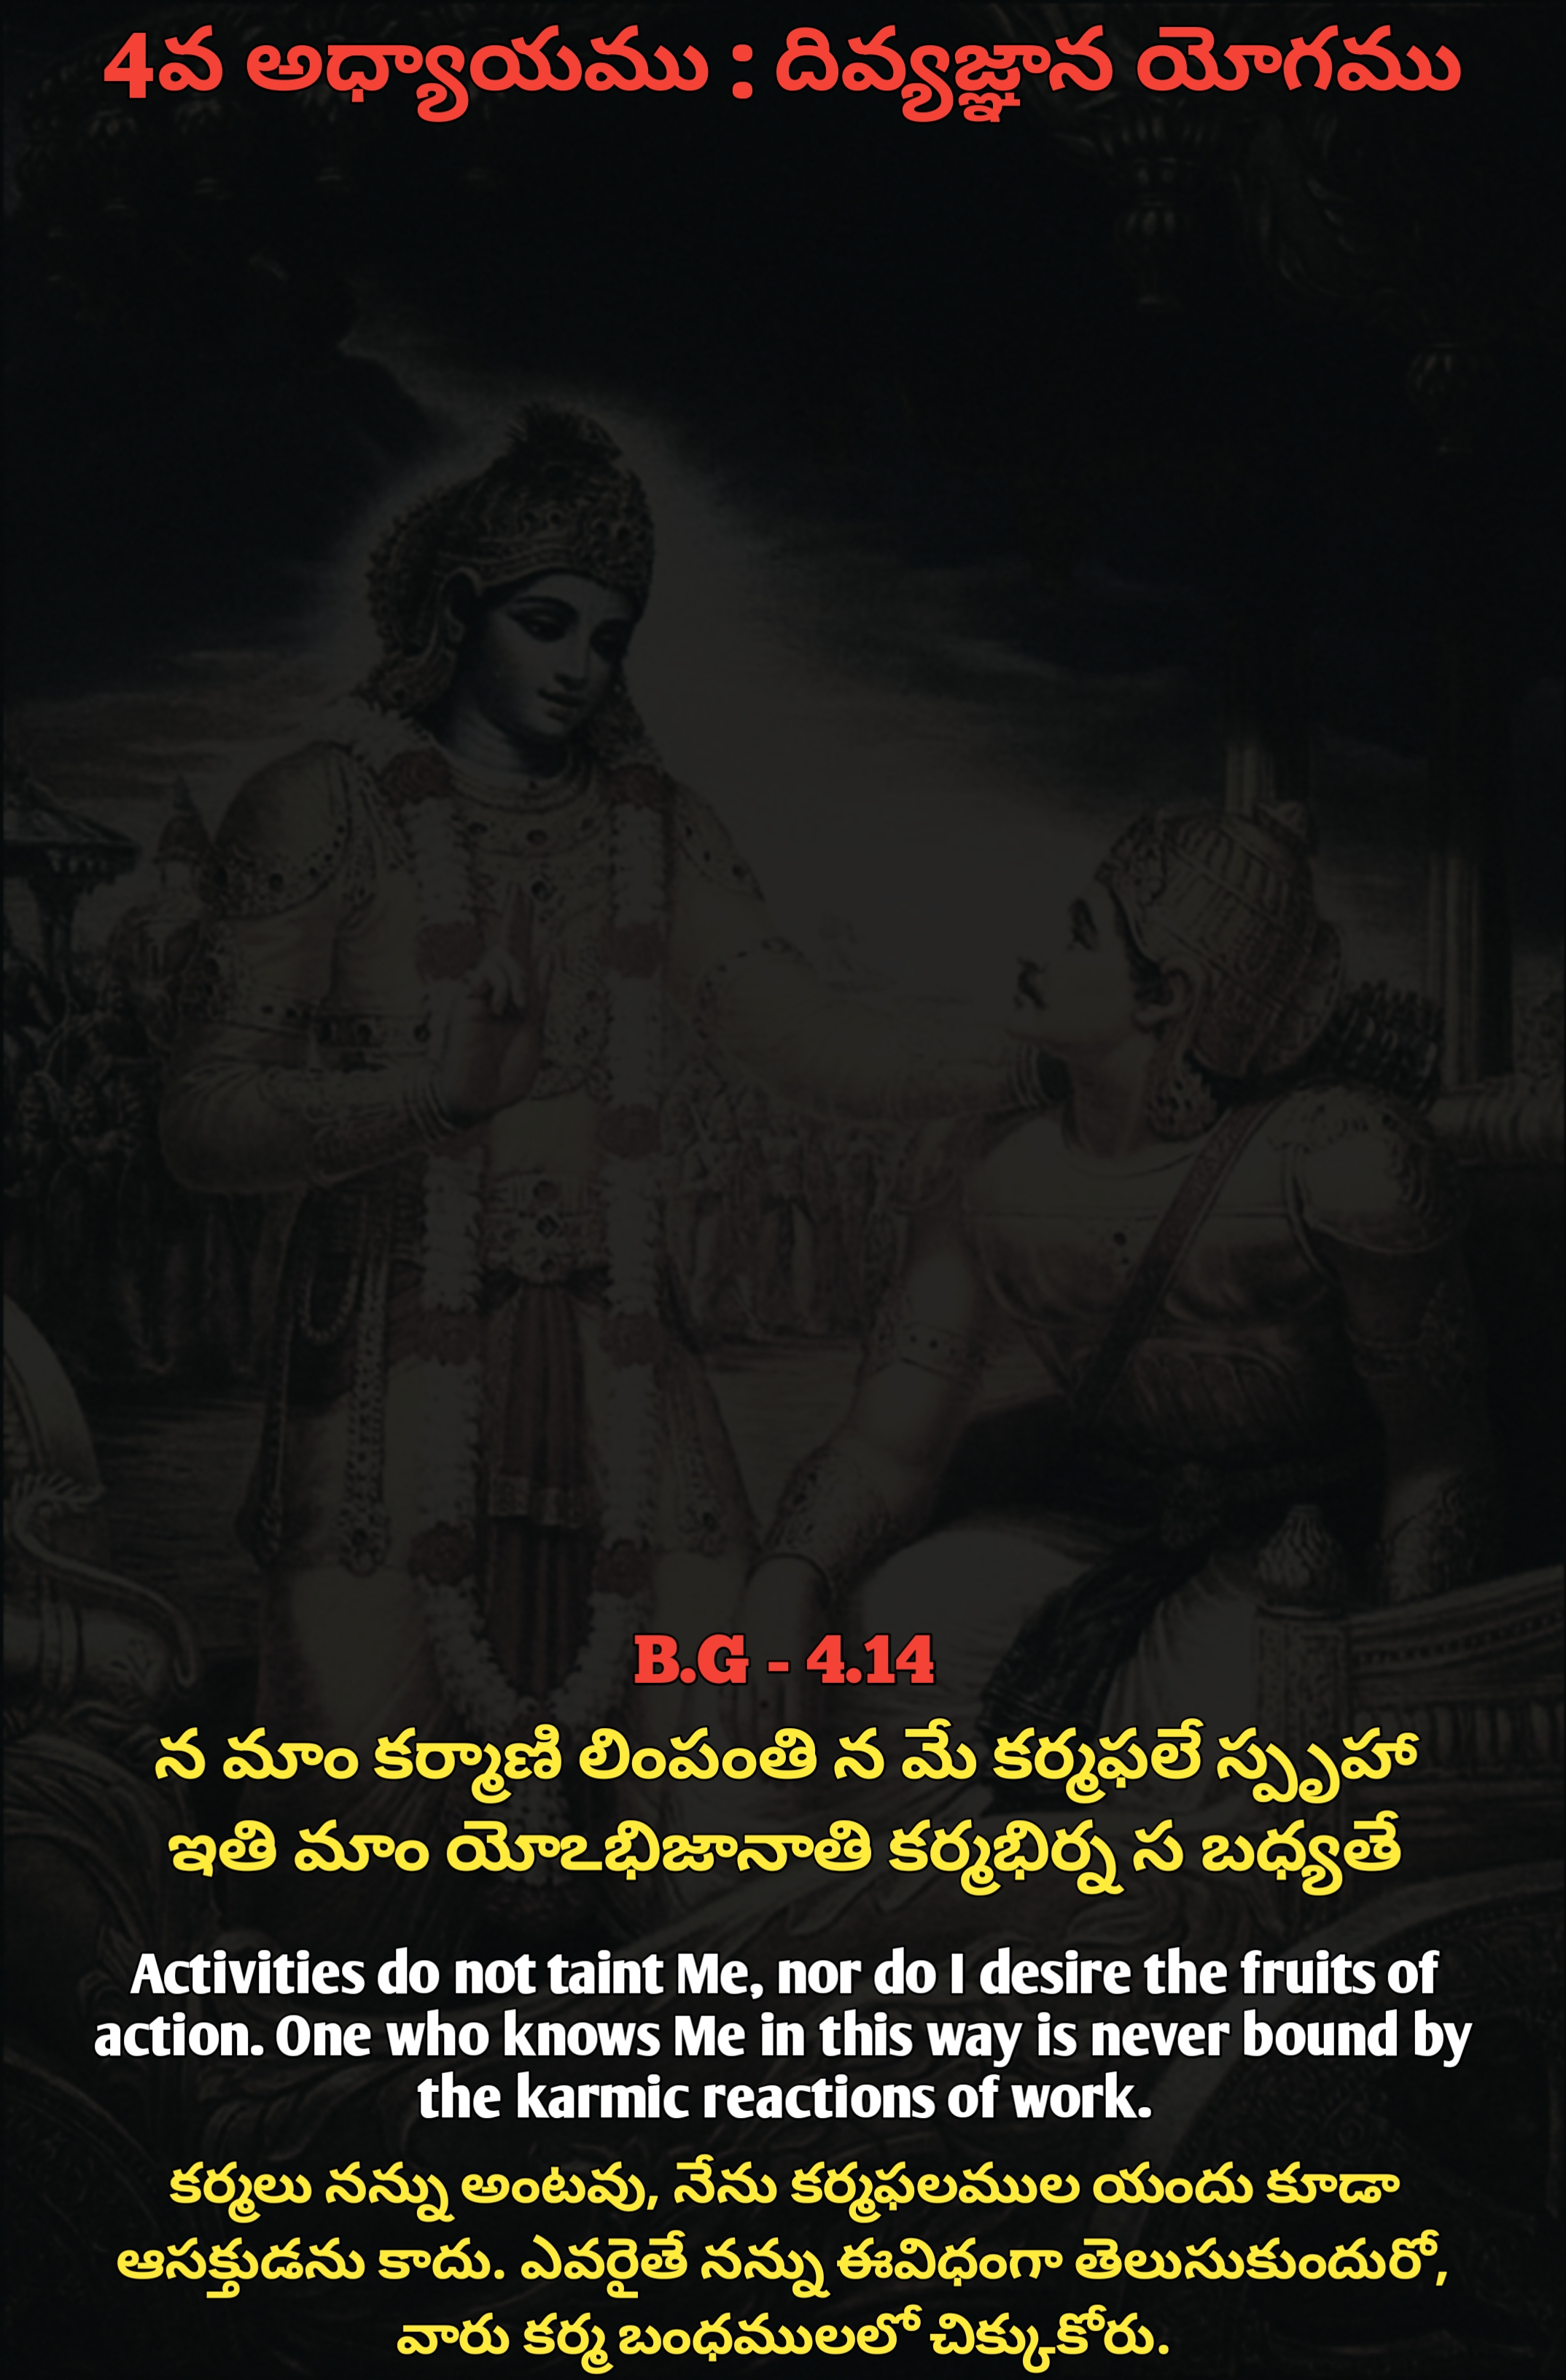 4వ అధ్యాయము : దివ్యజ్ఞాన యోగము
B.G - 4.14
న మాం కర్మాణి లింపంతి న మే కర్మఫలే స్పృహా
ఇతి మాం యోఽభిజానాతి కర్మభిర్న స బధ్యతే
Activities do not taint Me, nor do I desire the fruits of
action. One who knows Me in this way is never bound by
the karmic reactions of work.
కర్మలు నన్ను అంటవు, నేను కర్మఫలముల యందు కూడా
ఆసక్తుడను కాదు. ఎవరైతే నన్ను ఈవిధంగా తెలుసుకుందురో,
వారు కర్మ బంధములలో చిక్కుకోరు.